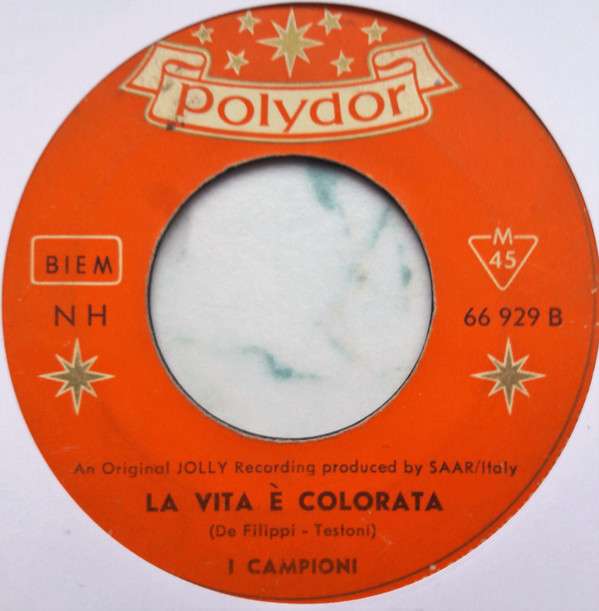 Polydor
BIEM
NH
M
45
66 929 B
An Original JOLLY Recording produced by SAAR/Italy
LA VITA È COLORATA
(De Filippi - Testoni)
I CAMPIONI